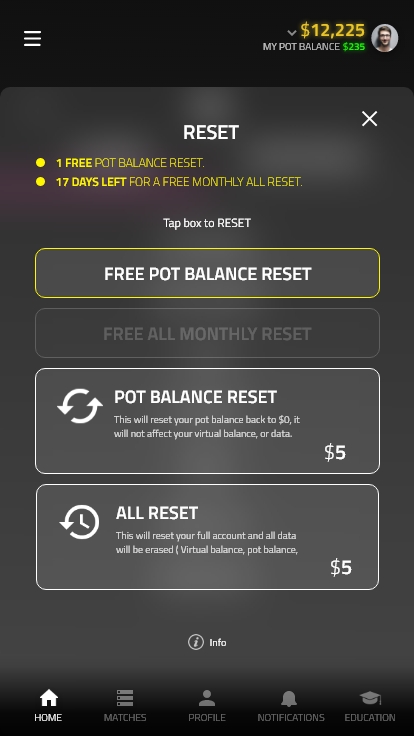 $12,225
MY POT BALANCE $235
RESET
1 FREE POT BALANCE RESET.
17 DAYS LEFT FOR A FREE MONTHLY ALL RESET.
Tap box to RESET
FREE POT BALANCE RESET
FREE ALL MONTHLY RESET
POT BALANCE RESET
This will reset your pot balance back to $0, it
will not affect your virtual balance, or data.
$5
ALL RESET
This will reset your full account and all data
will be erased ( Virtual balance, pot balance,
$5
i Info
HOME
MATCHES
PROFILE
NOTIFICATIONS
EDUCATION